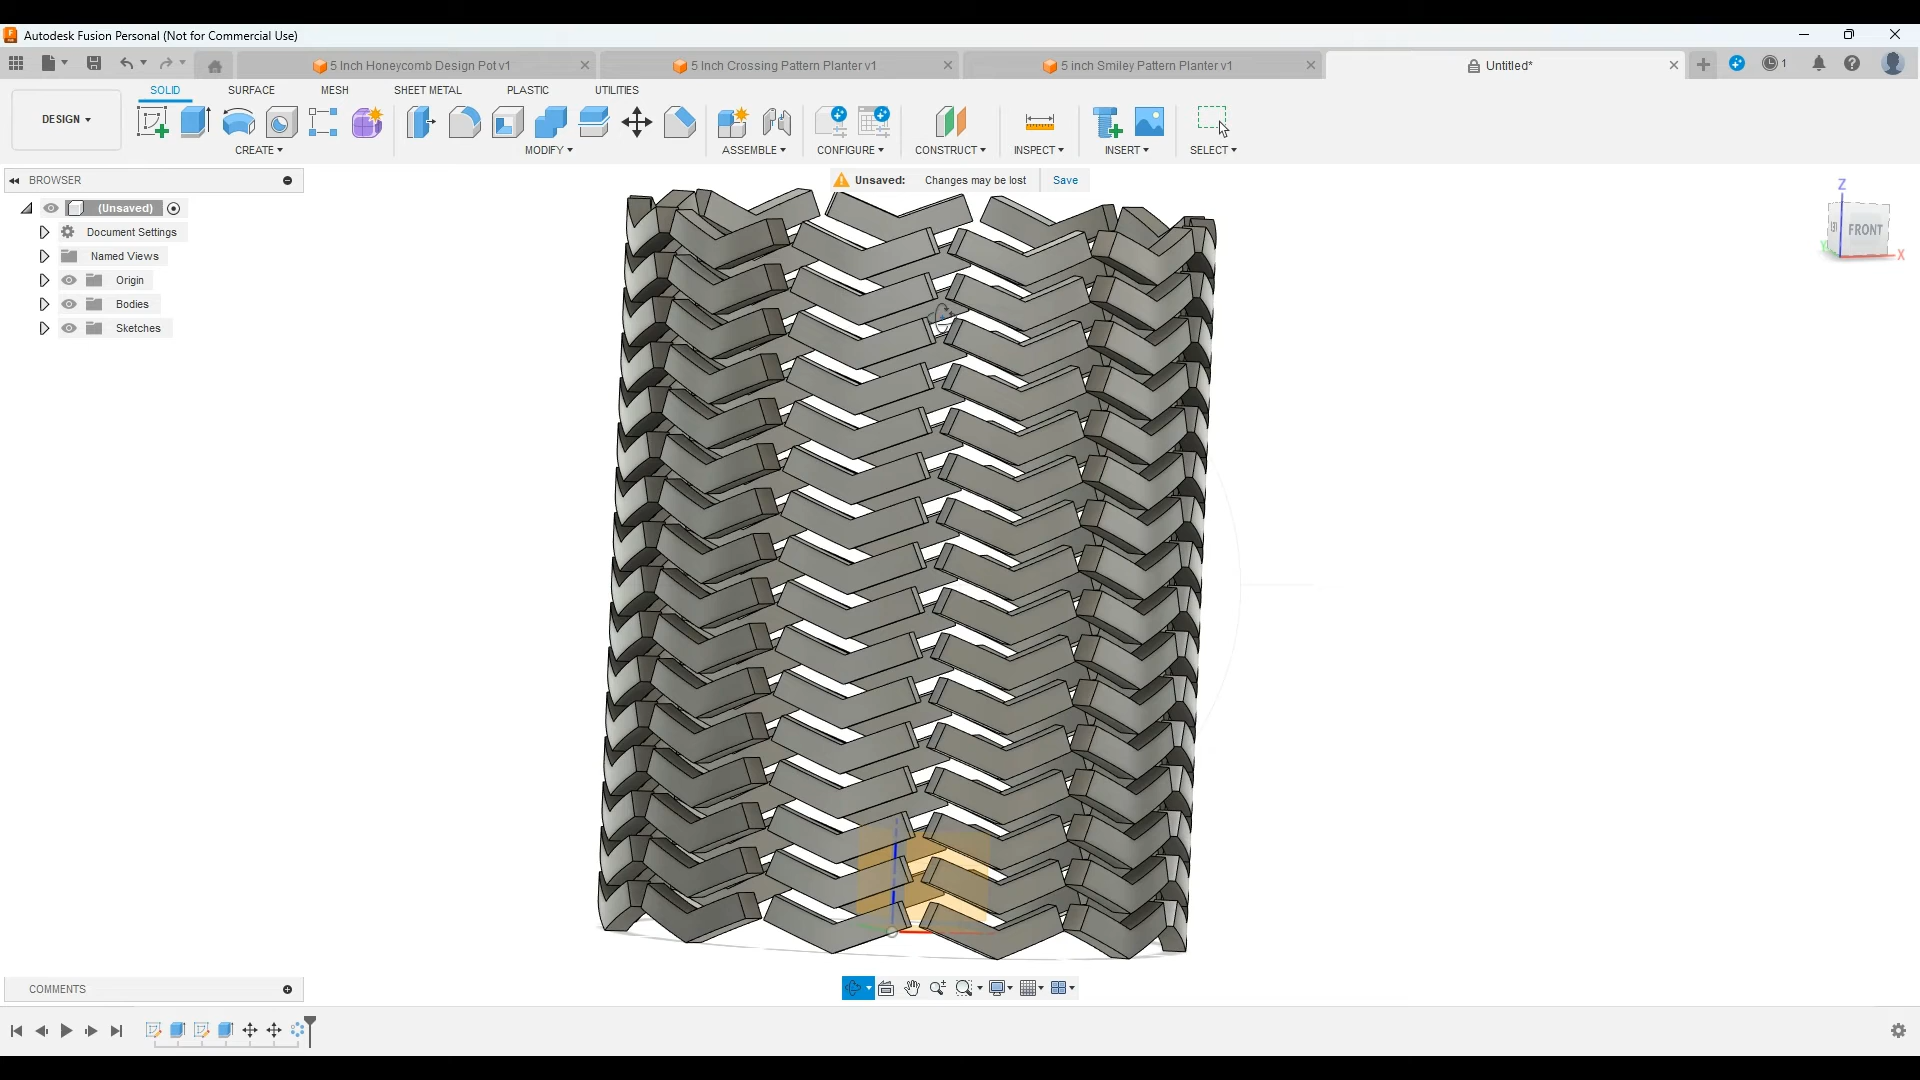 Autodesk Fusion Personal (Not for Commercial Use)
5 Inch Honeycomb Design Pot v1
5 Inch Crossing Pattern Planter v1
5 inch Smiley Pattern Planter v1
Untitled*
1
SOLID
SURFACE
MESH
SHEET METAL
PLASTIC
UTILITIES
DESIGN
CREATE
MODIFY
ASSEMBLE
CONFIGURE
CONSTRUCT
INSPECT
INSERT
SELECT
BROWSER
Unsaved:
Changes may be lost
Save
(Unsaved)
Document Settings
Named Views
Origin
Bodies
Sketches
Z
FRONT
Y
X
COMMENTS